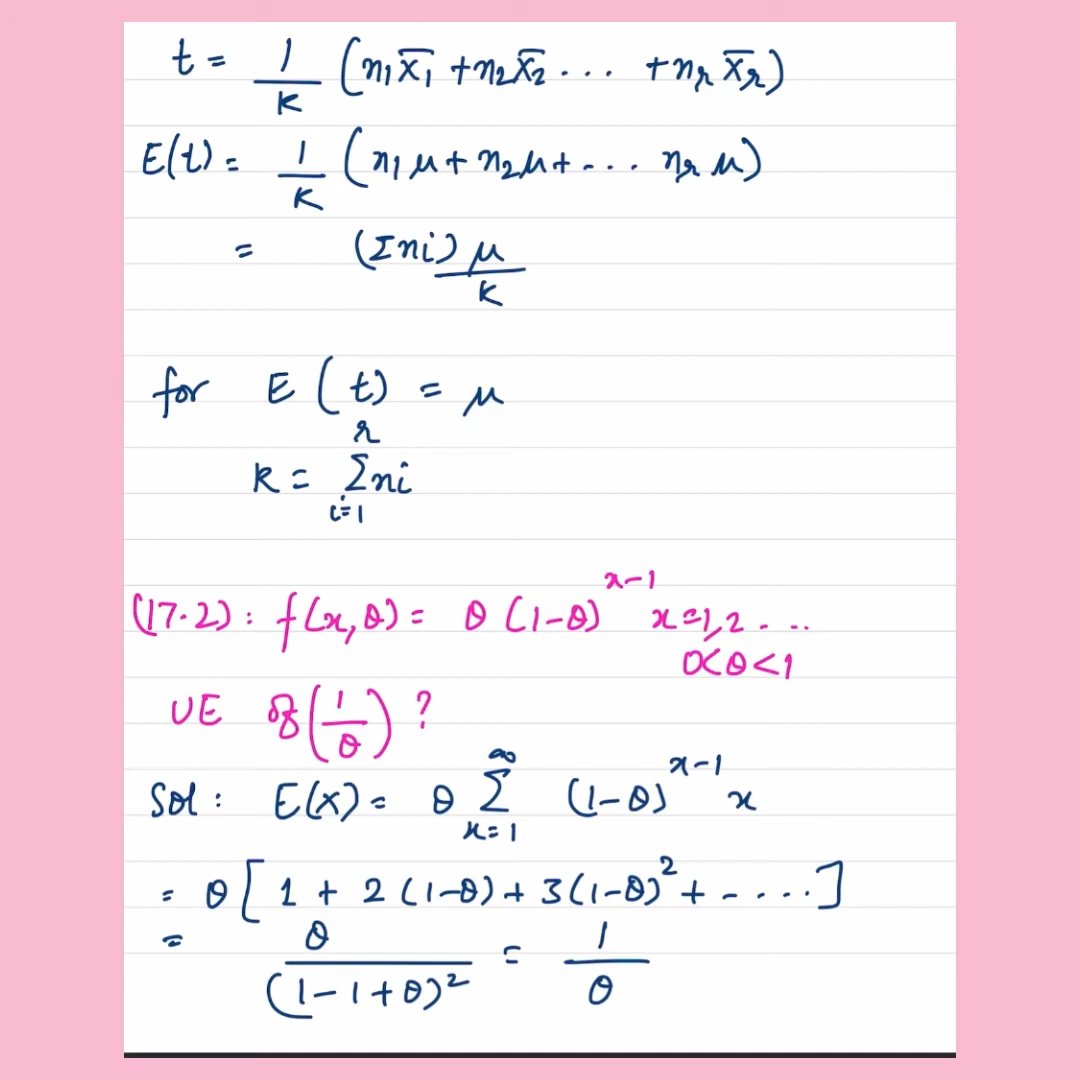 t = 1/K (n₁x̄₁ + n₂x̄₂ ... + nᵣx̄ᵣ)
E(t) = 1/K (n₁μ + n₂μ + ... nᵣμ)
= (Σni) μ/K
for E(t) = μ
K = Σ_{i=1}^{r} ni
(17.2): f(x,θ) = θ(1-θ)^{x-1} x=1,2...
0<θ<1
UE of (1/θ)?
Sol: E(x) = θ Σ_{x=1}^{∞} (1-θ)^{x-1} x
= θ[1 + 2(1-θ) + 3(1-θ)² + - ....]
= θ/(1-1+θ)² = 1/θ